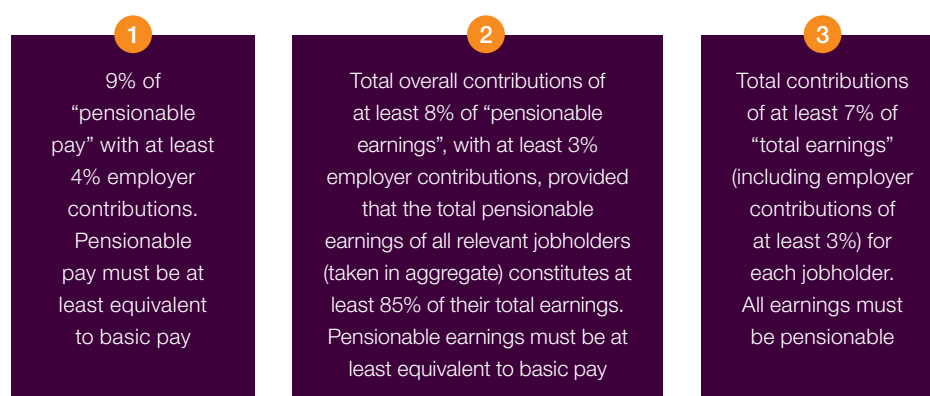 1
9% of
“pensionable
pay” with at least
4% employer
contributions.
Pensionable
pay must be at
least equivalent
to basic pay
2
Total overall contributions of
at least 8% of “pensionable
earnings”, with at least 3%
employer contributions, provided
that the total pensionable
earnings of all relevant jobholders
(taken in aggregate) constitutes at
least 85% of their total earnings.
Pensionable earnings must be at
least equivalent to basic pay
3
Total contributions
of at least 7% of
“total earnings”
(including employer
contributions of
at least 3%) for
each jobholder.
All earnings must
be pensionable